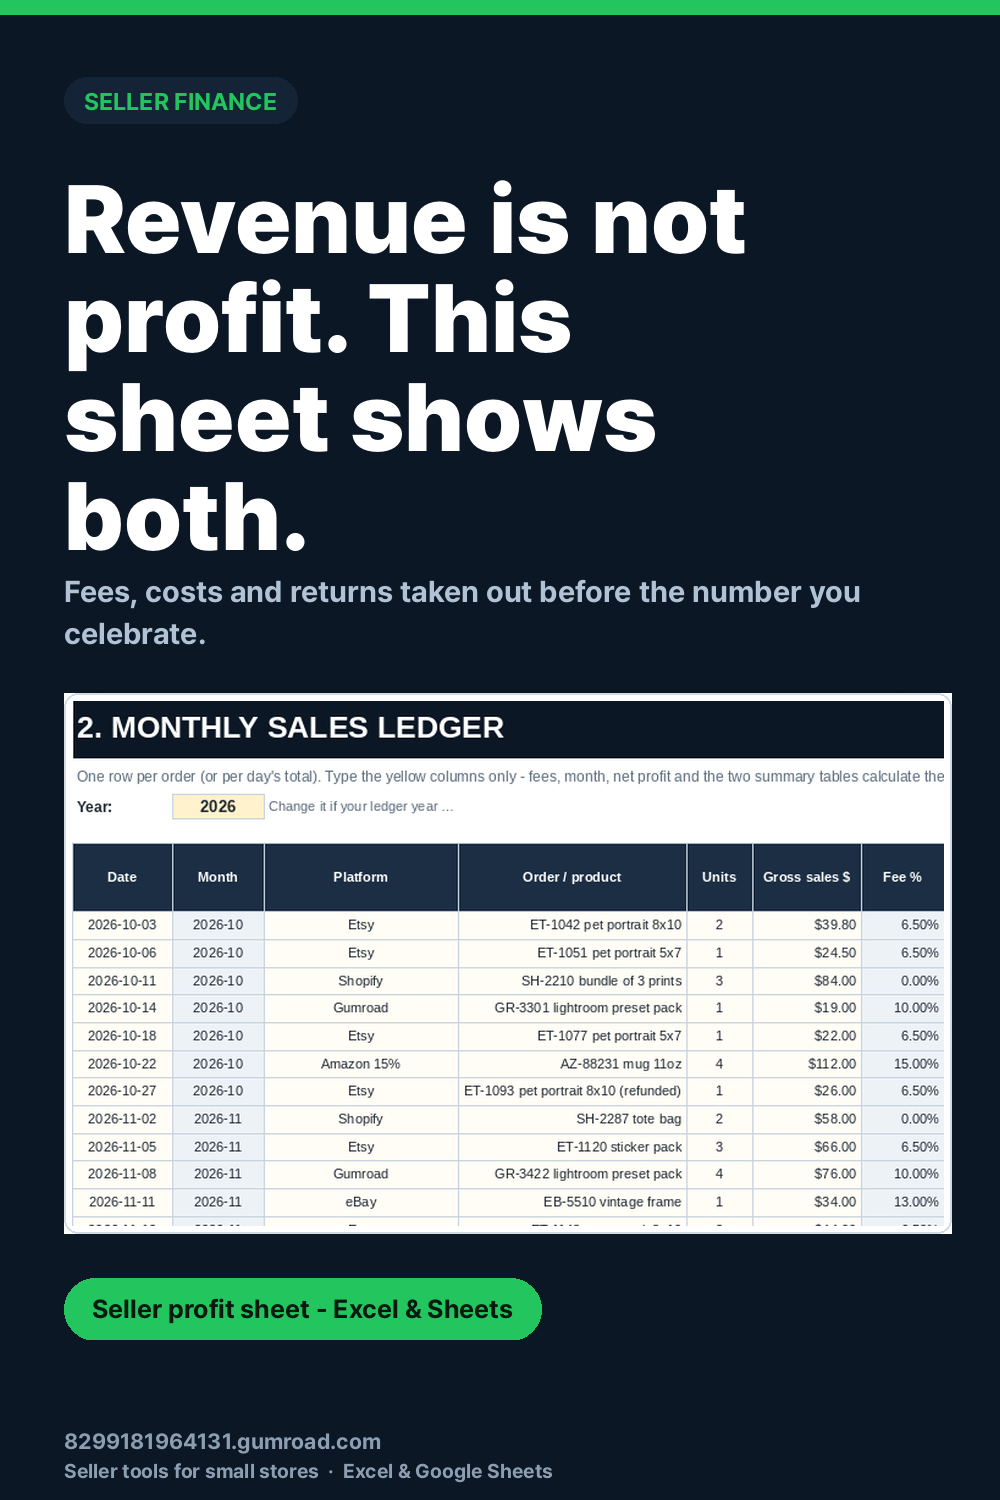 SELLER FINANCE
Revenue is not
profit. This
sheet shows
both.
Fees, costs and returns taken out before the number you
celebrate.
2. MONTHLY SALES LEDGER
One row per order (or per day's total). Type the yellow columns only - fees, month, net profit and the two summary tables calculate the
Year: 2026 Change it if your ledger year ...
Date Month Platform Order / product Units Gross sales $ Fee %
2026-10-03 2026-10 Etsy ET-1042 pet portrait 8x10 2 $39.80 6.50%
2026-10-06 2026-10 Etsy ET-1051 pet portrait 5x7 1 $24.50 6.50%
2026-10-11 2026-10 Shopify SH-2210 bundle of 3 prints 3 $84.00 0.00%
2026-10-14 2026-10 Gumroad GR-3301 lightroom preset pack 1 $19.00 10.00%
2026-10-18 2026-10 Etsy ET-1077 pet portrait 5x7 1 $22.00 6.50%
2026-10-22 2026-10 Amazon 15% AZ-88231 mug 11oz 4 $112.00 15.00%
2026-10-27 2026-10 Etsy ET-1093 pet portrait 8x10 (refunded) 1 $26.00 6.50%
2026-11-02 2026-11 Shopify SH-2287 tote bag 2 $58.00 0.00%
2026-11-05 2026-11 Etsy ET-1120 sticker pack 3 $66.00 6.50%
2026-11-08 2026-11 Gumroad GR-3422 lightroom preset pack 4 $76.00 10.00%
2026-11-11 2026-11 eBay EB-5510 vintage frame 1 $34.00 13.00%
Seller profit sheet - Excel & Sheets
8299181964131.gumroad.com
Seller tools for small stores · Excel & Google Sheets